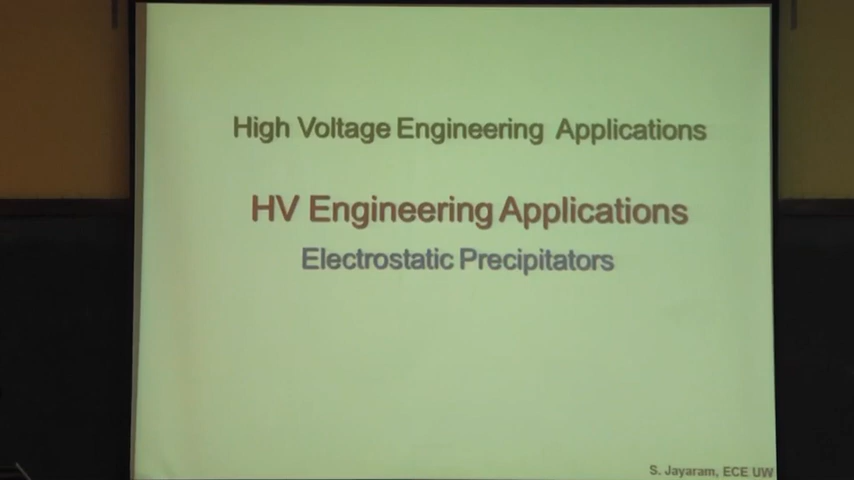 High Voltage Engineering Applications
HV Engineering Applications
Electrostatic Precipitators
S. Jayaram, ECE UW